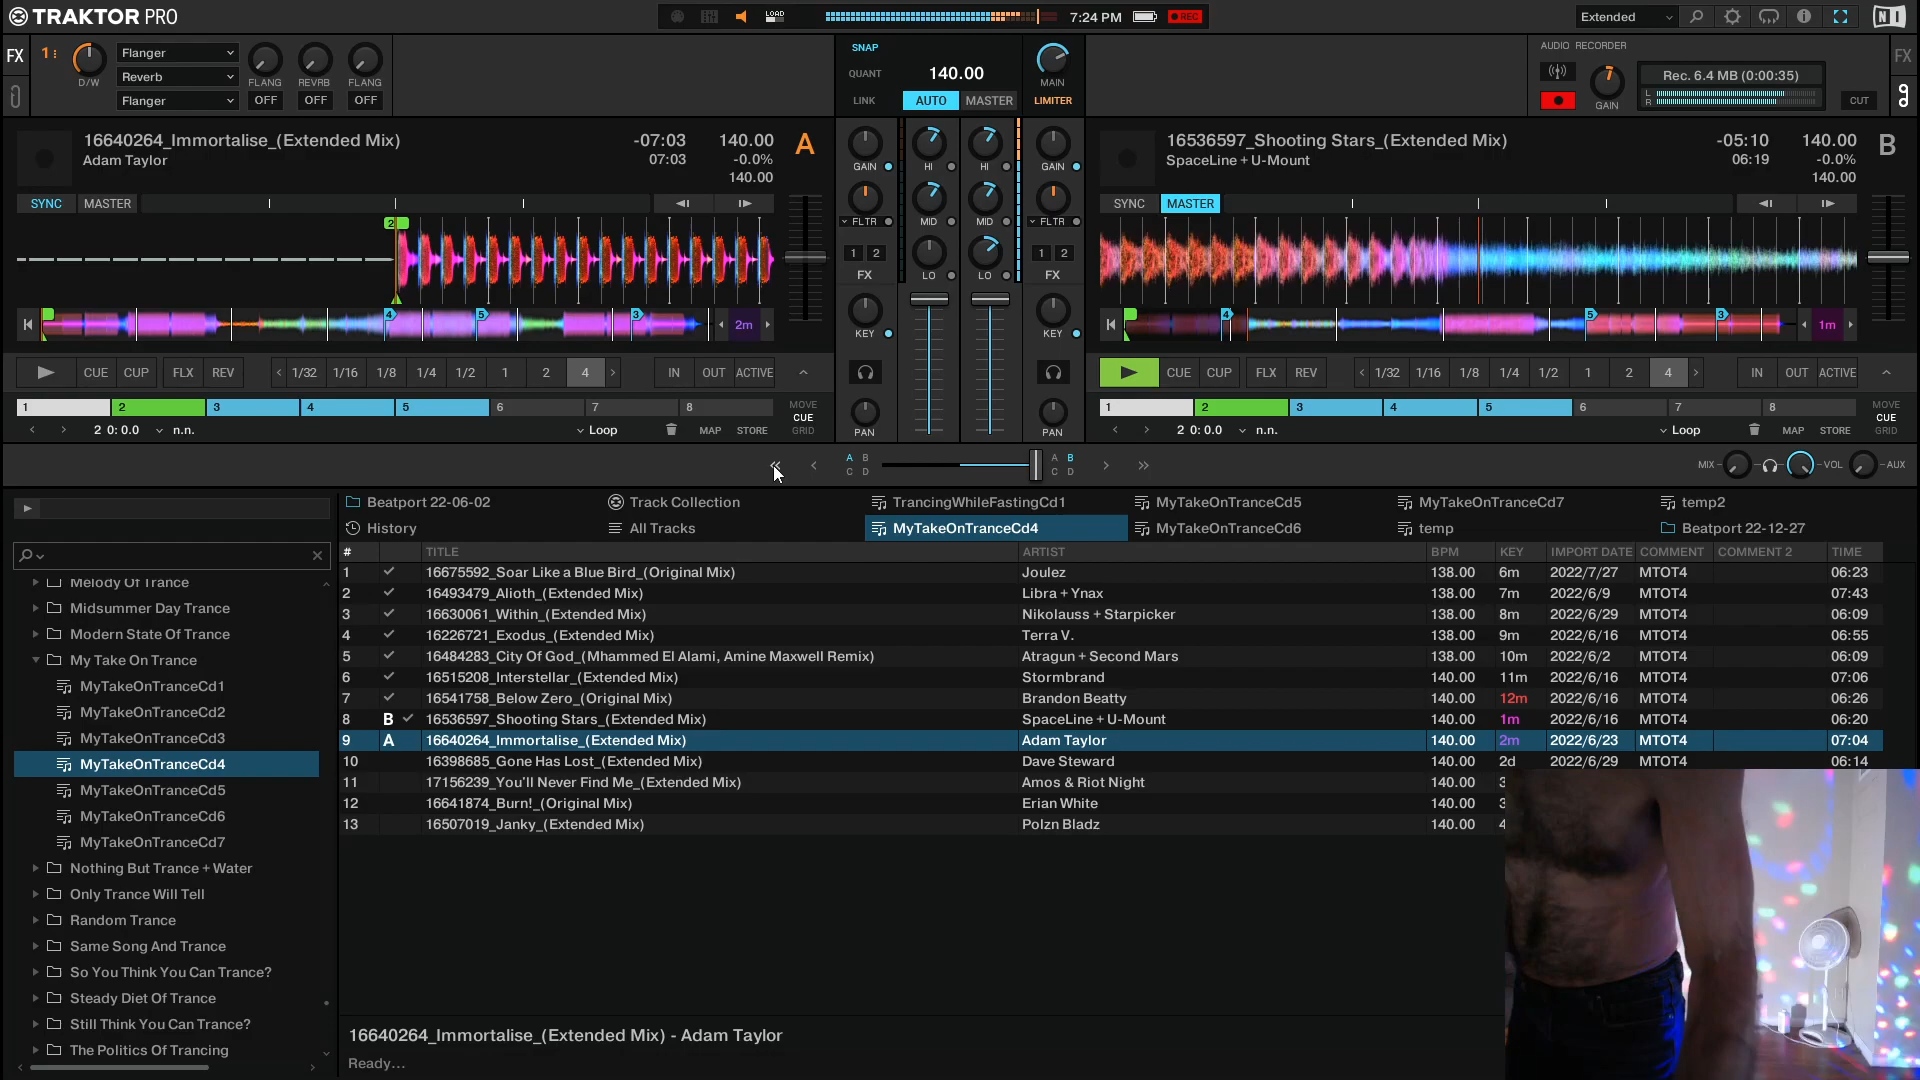 TRAKTOR PRO
LOAD
7:24 PM
REC
Extended
FX
1
D/W
Flanger
Reverb
Flanger
FLANG
REVRB
FLANG
OFF
OFF
OFF
SNAP
QUANT
LINK
140.00
AUTO
MASTER
MAIN
LIMITER
AUDIO RECORDER
GAIN
Rec. 6.4 MB (0:00:35)
L
R
CUT
FX
16640264_Immortalise_(Extended Mix)
Adam Taylor
-07:03
07:03
140.00
-0.0%
140.00
A
16536597_Shooting Stars_(Extended Mix)
SpaceLine + U-Mount
-05:10
06:19
140.00
-0.0%
140.00
B
SYNC
MASTER
SYNC
MASTER
GAIN
HI
HI
GAIN
FLTR
MID
MID
FLTR
1 2
FX
LO
LO
1 2
FX
KEY
KEY
PAN
PAN
2
4
5
3
2m
4
5
3
1m
CUE
CUP
FLX
REV
1/32
1/16
1/8
1/4
1/2
1
2
4
IN
OUT
ACTIVE
CUE
CUP
FLX
REV
1/32
1/16
1/8
1/4
1/2
1
2
4
IN
OUT
ACTIVE
1 2 3 4 5 6 7 8
MOVE
CUE
GRID
1 2 3 4 5 6 7 8
MOVE
CUE
GRID
2 0: 0.0
n.n.
Loop
MAP
STORE
2 0: 0.0
n.n.
Loop
MAP
STORE
A B
C D
A B
C D
MIX
VOL
AUX
Beatport 22-06-02
Track Collection
TrancingWhileFastingCd1
MyTakeOnTranceCd5
MyTakeOnTranceCd7
temp2
History
All Tracks
MyTakeOnTranceCd4
MyTakeOnTranceCd6
temp
Beatport 22-12-27
# TITLE ARTIST BPM KEY IMPORT DATE COMMENT COMMENT 2 TIME
1 16675592_Soar Like a Blue Bird_(Original Mix) Joulez 138.00 6m 2022/7/27 MTOT4 06:23
2 16493479_Alioth_(Extended Mix) Libra + Ynax 138.00 7m 2022/6/9 MTOT4 07:43
3 16630061_Within_(Extended Mix) Nikolauss + Starpicker 138.00 8m 2022/6/29 MTOT4 06:09
4 16226721_Exodus_(Extended Mix) Terra V. 138.00 9m 2022/6/16 MTOT4 06:55
5 16484283_City Of God_(Mhammed El Alami, Amine Maxwell Remix) Atragun + Second Mars 138.00 10m 2022/6/2 MTOT4 06:09
6 16515208_Interstellar_(Extended Mix) Stormbrand 140.00 11m 2022/6/16 MTOT4 07:06
7 16541758_Below Zero_(Original Mix) Brandon Beatty 140.00 12m 2022/6/16 MTOT4 06:26
8 B 16536597_Shooting Stars_(Extended Mix) SpaceLine + U-Mount 140.00 1m 2022/6/16 MTOT4 06:20
9 A 16640264_Immortalise_(Extended Mix) Adam Taylor 140.00 2m 2022/6/23 MTOT4 07:04
10 16398685_Gone Has Lost_(Extended Mix) Dave Steward 140.00 2d 2022/6/29 MTOT4 06:14
11 17156239_You'll Never Find Me_(Extended Mix) Amos & Riot Night 140.00 3
12 16641874_Burn!_(Original Mix) Erian White 140.00 3
13 16507019_Janky_(Extended Mix) Polzn Bladz 140.00 4
Melody Of Trance
Midsummer Day Trance
Modern State Of Trance
My Take On Trance
MyTakeOnTranceCd1
MyTakeOnTranceCd2
MyTakeOnTranceCd3
MyTakeOnTranceCd4
MyTakeOnTranceCd5
MyTakeOnTranceCd6
MyTakeOnTranceCd7
Nothing But Trance + Water
Only Trance Will Tell
Random Trance
Same Song And Trance
So You Think You Can Trance?
Steady Diet Of Trance
Still Think You Can Trance?
The Politics Of Trancing
16640264_Immortalise_(Extended Mix) - Adam Taylor
Ready...